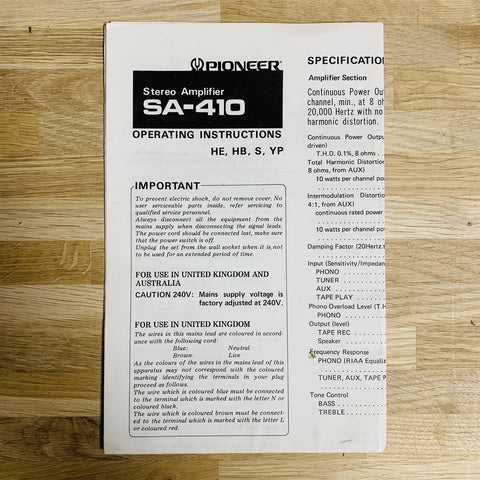 PIONEER
Stereo Amplifier
SA-410
OPERATING INSTRUCTIONS
HE, HB, S, YP
IMPORTANT
To prevent electric shock, do not remove cover. No
user serviceable parts inside, refer servicing to
qualified service personnel.
Always disconnect all the equipment from the
mains supply when disconnecting the signal leads.
The power cord should be connected last, make sure
that the power switch is off.
Unplug the set from the wall socket when it is not
to be used for an extended period of time.
FOR USE IN UNITED KINGDOM AND
AUSTRALIA
CAUTION 240V: Mains supply voltage is
factory adjusted at 240V.
FOR USE IN UNITED KINGDOM
The wires in this mains lead are coloured in accord-
ance with the following cord:
Blue: Neutral
Brown: Live
As the colours of the wires in the mains lead of this
apparatus may not correspond with the coloured
marking identifying the terminals in your plug
proceed as follows.
The wire which is coloured blue must be connected
to the terminal which is marked with the letter N or
coloured black.
The wire which is coloured brown must be connect-
ed to the terminal which is marked with the letter L
or coloured red.
SPECIFICATION
Amplifier Section
Continuous Power Ou
channel, min., at 8 oh
20,000 Hertz with no
harmonic distortion.
Continuous Power Output
driven)
T.H.D. 0.1%, 8 ohms
Total Harmonic Distortio
8 ohms, from AUX)
10 watts per channel po
Intermodulation Distortio
4:1, from AUX)
continuous rated power
10 watts per channel po
Damping Factor (20Hertz
Input (Sensitivity/Impedan
PHONO
TUNER
AUX
TAPE PLAY
Phono Overload Level (T.H
PHONO
Output (level)
TAPE REC
Speaker
Frequency Response
PHONO (RIAA Equaliz
TUNER, AUX, TAPE P
Tone Control
BASS
TREBLE